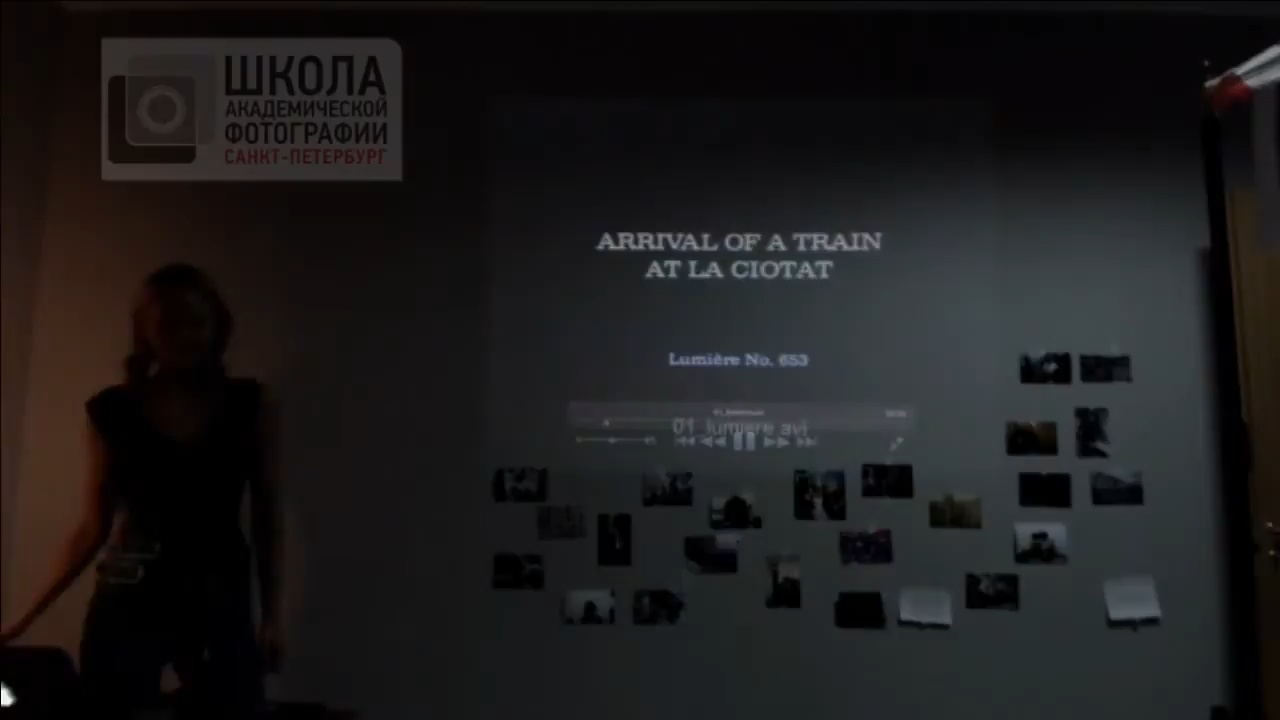 ШКОЛА
АКАДЕМИЧЕСКОЙ
ФОТОГРАФИИ
САНКТ-ПЕТЕРБУРГ
ARRIVAL OF A TRAIN
AT LA CIOTAT
Lumière No. 653
01_lumiere.avi